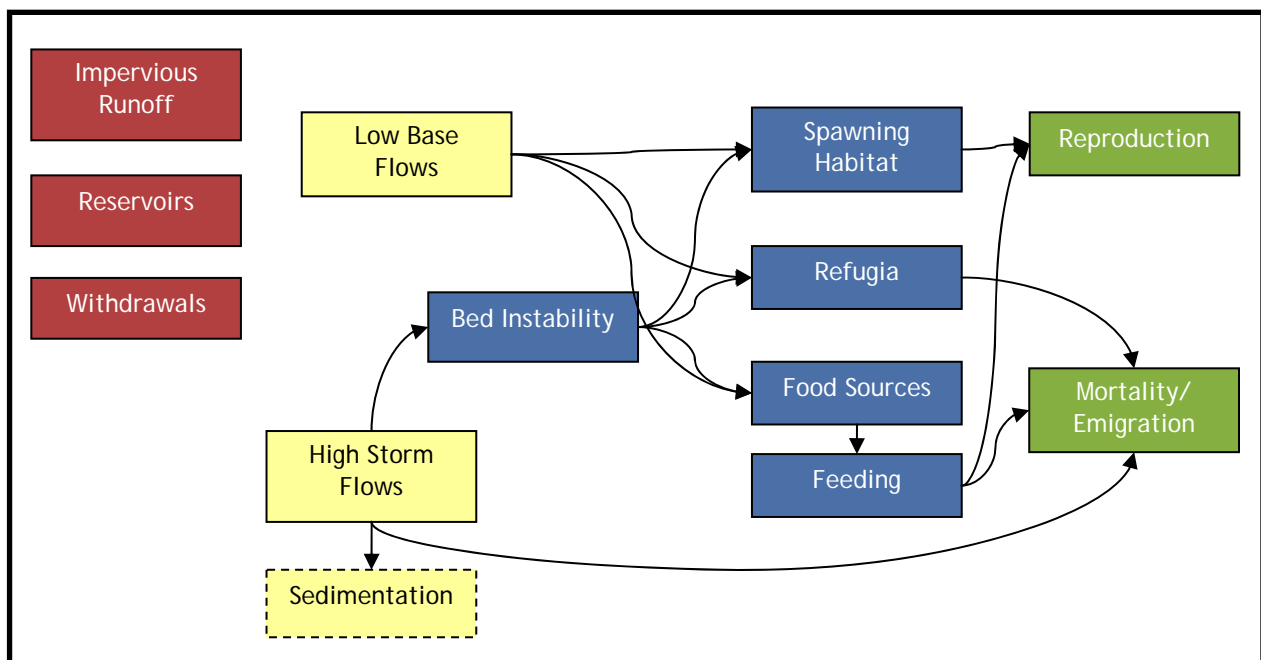 Impervious
Runoff
Reservoirs
Withdrawals
Low Base
Flows
Bed Instability
High Storm
Flows
Sedimentation
Spawning
Habitat
Refugia
Food Sources
Feeding
Reproduction
Mortality/
Emigration